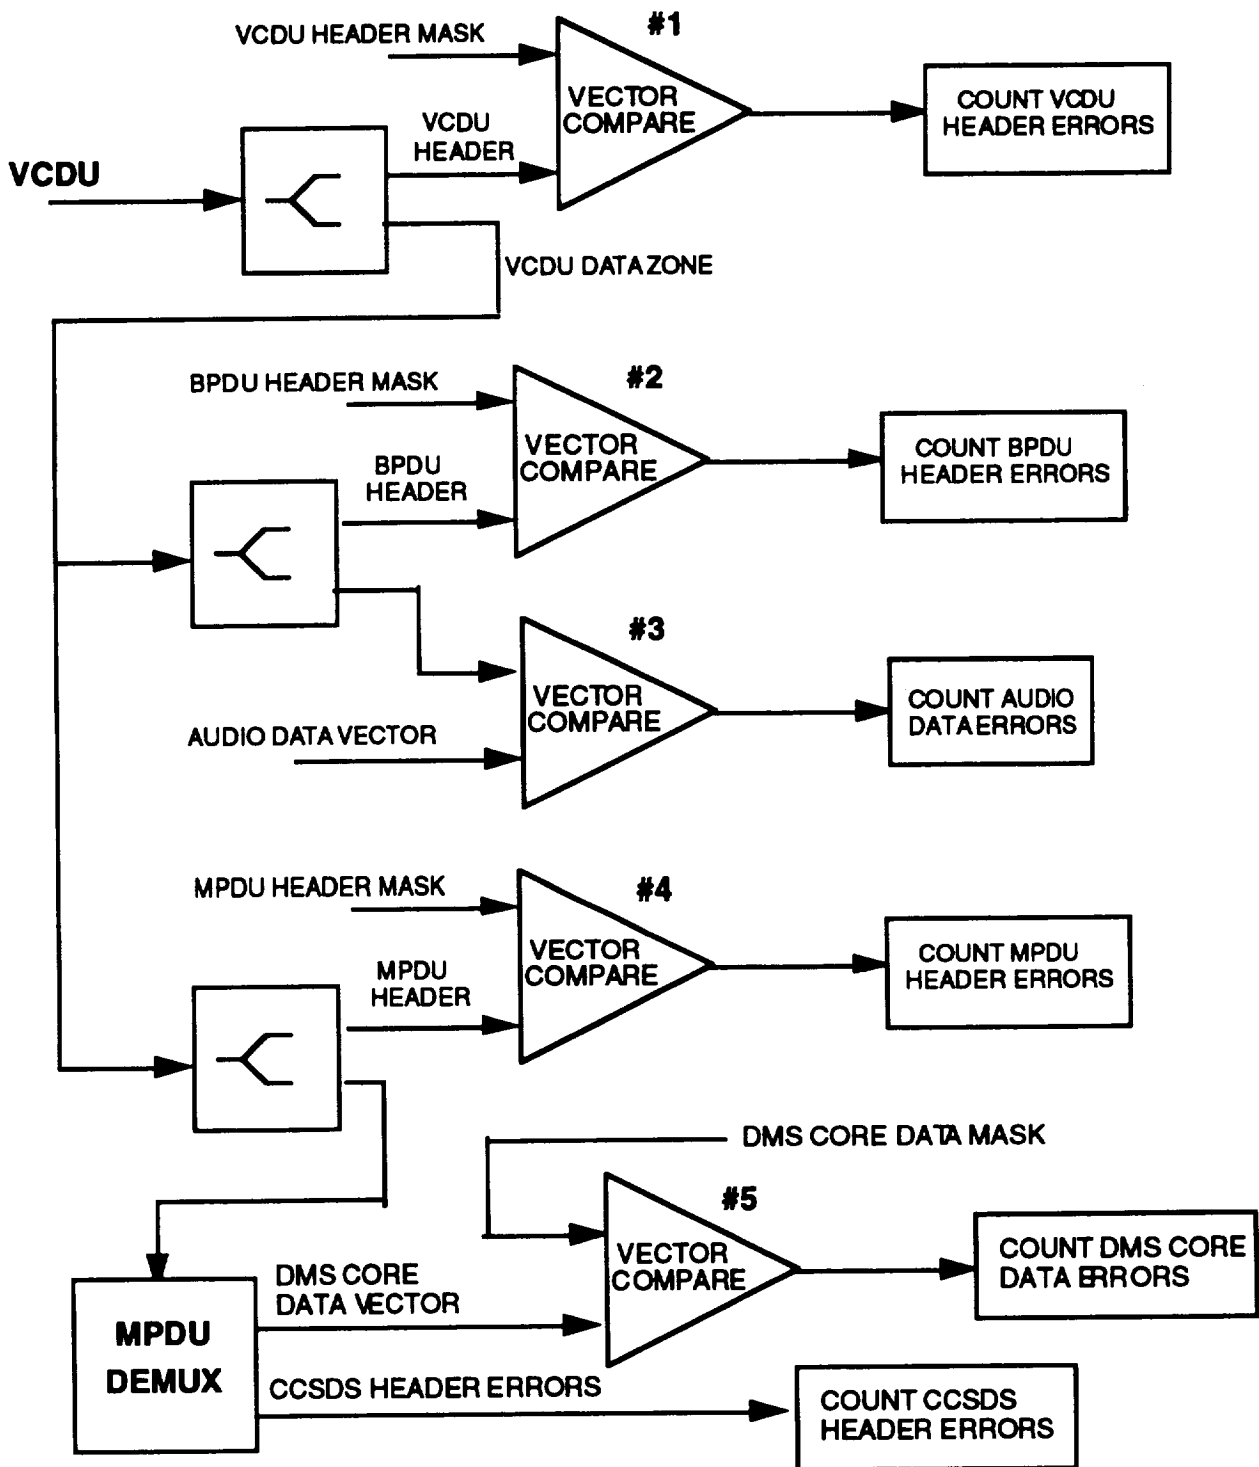 #1
VCDU HEADER MASK
VECTOR
COMPARE
COUNT VCDU
HEADER ERRORS
VCDU
HEADER
VCDU
VCDU DATA ZONE
#2
BPDU HEADER MASK
VECTOR
COMPARE
COUNT BPDU
HEADER ERRORS
BPDU
HEADER
#3
VECTOR
COMPARE
COUNT AUDIO
DATA ERRORS
AUDIO DATA VECTOR
#4
MPDU HEADER MASK
VECTOR
COMPARE
COUNT MPDU
HEADER ERRORS
MPDU
HEADER
DMS CORE DATA MASK
#5
VECTOR
COMPARE
COUNT DMS CORE
DATA ERRORS
DMS CORE
DATA VECTOR
MPDU
DEMUX
CCSDS HEADER ERRORS
COUNT CCSDS
HEADER ERRORS